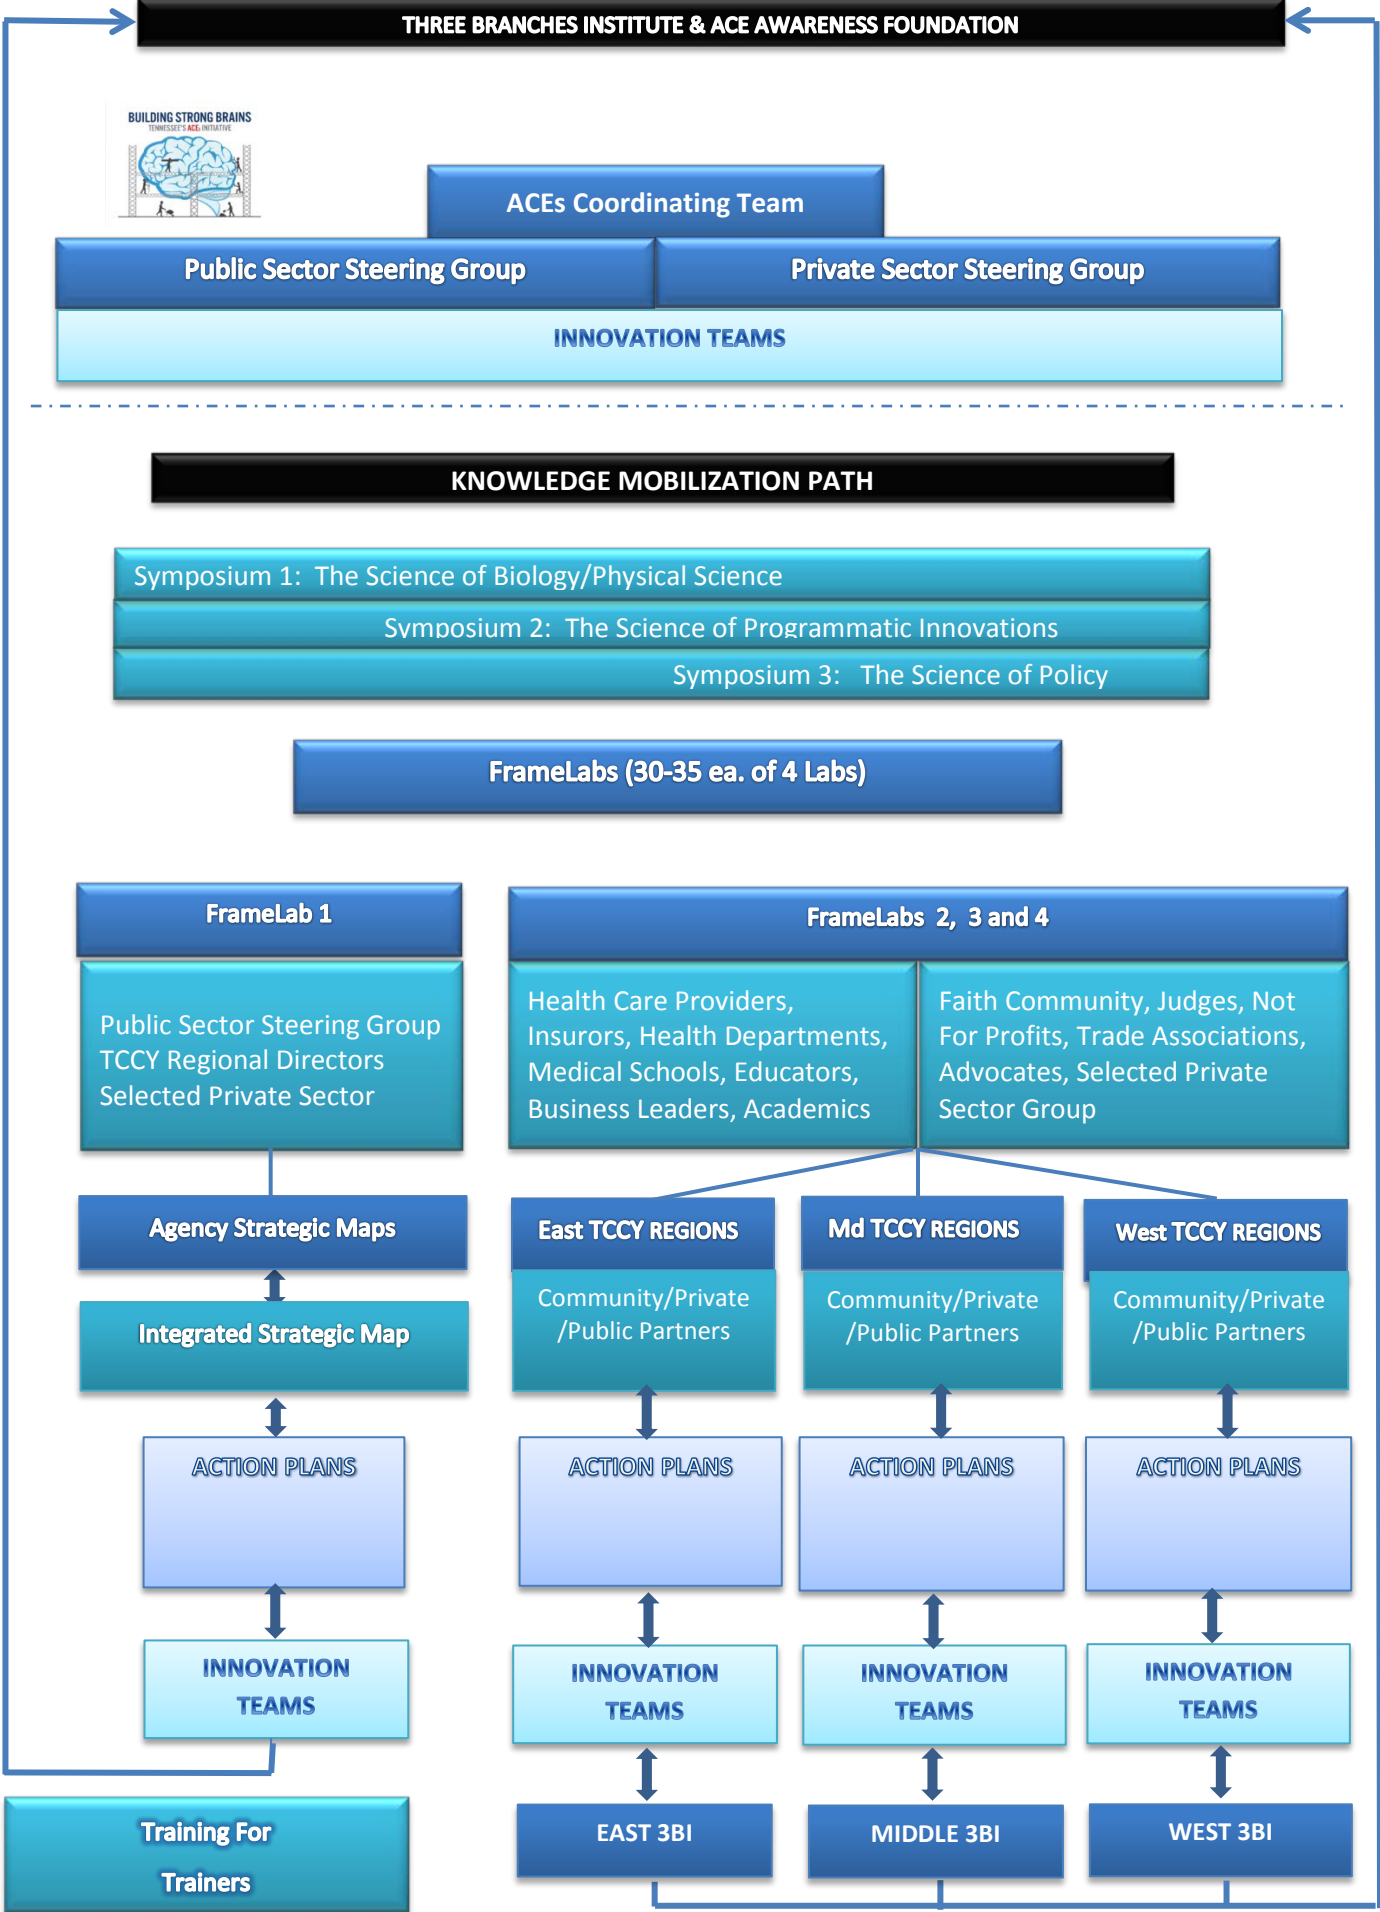 THREE BRANCHES INSTITUTE & ACE AWARENESS FOUNDATION
BUILDING STRONG BRAINS
TENNESSEE'S ACEs INITIATIVE
ACEs Coordinating Team
Public Sector Steering Group
Private Sector Steering Group
INNOVATION TEAMS
KNOWLEDGE MOBILIZATION PATH
Symposium 1:  The Science of Biology/Physical Science
Symposium 2:  The Science of Programmatic Innovations
Symposium 3:   The Science of Policy
FrameLabs (30-35 ea. of 4 Labs)
FrameLab 1
Public Sector Steering Group
TCCY Regional Directors
Selected Private Sector
FrameLabs  2,  3 and 4
Health Care Providers,
Insurors, Health Departments,
Medical Schools, Educators,
Business Leaders, Academics
Faith Community, Judges, Not
For Profits, Trade Associations,
Advocates, Selected Private
Sector Group
Agency Strategic Maps
Integrated Strategic Map
ACTION PLANS
INNOVATION
TEAMS
East TCCY REGIONS
Community/Private
/Public Partners
ACTION PLANS
INNOVATION
TEAMS
EAST 3BI
Md TCCY REGIONS
Community/Private
/Public Partners
ACTION PLANS
INNOVATION
TEAMS
MIDDLE 3BI
West TCCY REGIONS
Community/Private
/Public Partners
ACTION PLANS
INNOVATION
TEAMS
WEST 3BI
Training For
Trainers